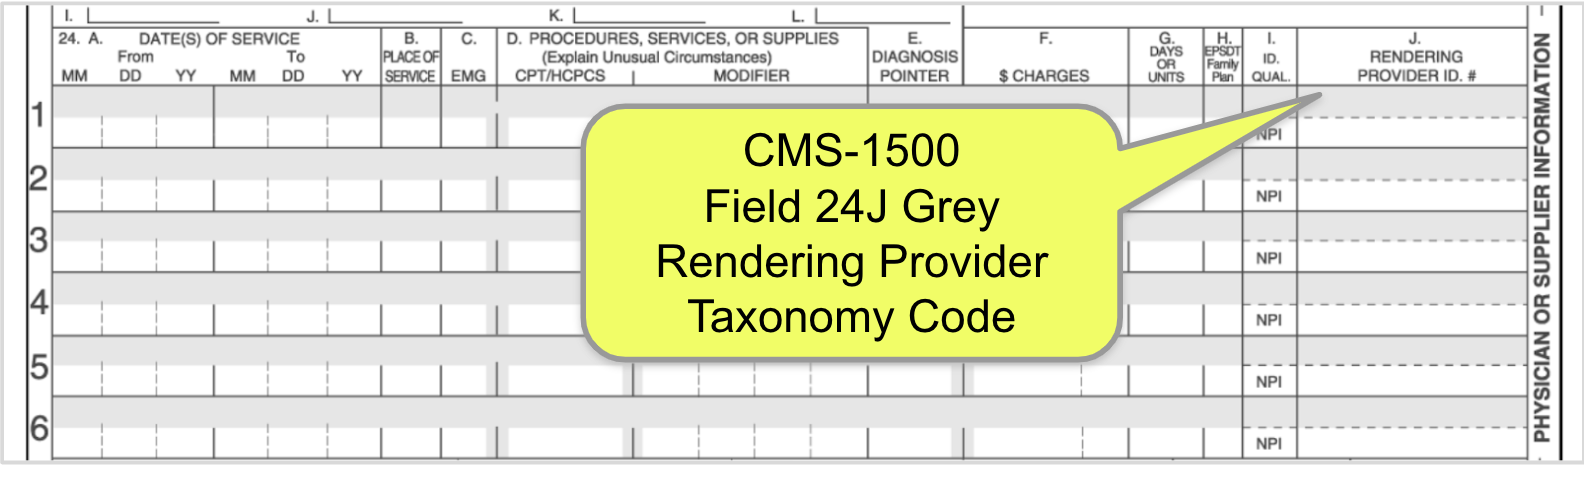 I. J. K. L.
24. A. DATE(S) OF SERVICE B. C. D. PROCEDURES, SERVICES, OR SUPPLIES E. F. G. H. I. J.
From To PLACE OF (Explain Unusual Circumstances) DIAGNOSIS DAYS OR EPSDT Family ID. RENDERING
MM DD YY MM DD YY SERVICE EMG CPT/HCPCS MODIFIER POINTER $ CHARGES UNITS Plan QUAL. PROVIDER ID. #
1 NPI
2 NPI
3 NPI
4 NPI
5 NPI
6 NPI
CMS-1500
Field 24J Grey
Rendering Provider
Taxonomy Code
PHYSICIAN OR SUPPLIER INFORMATION